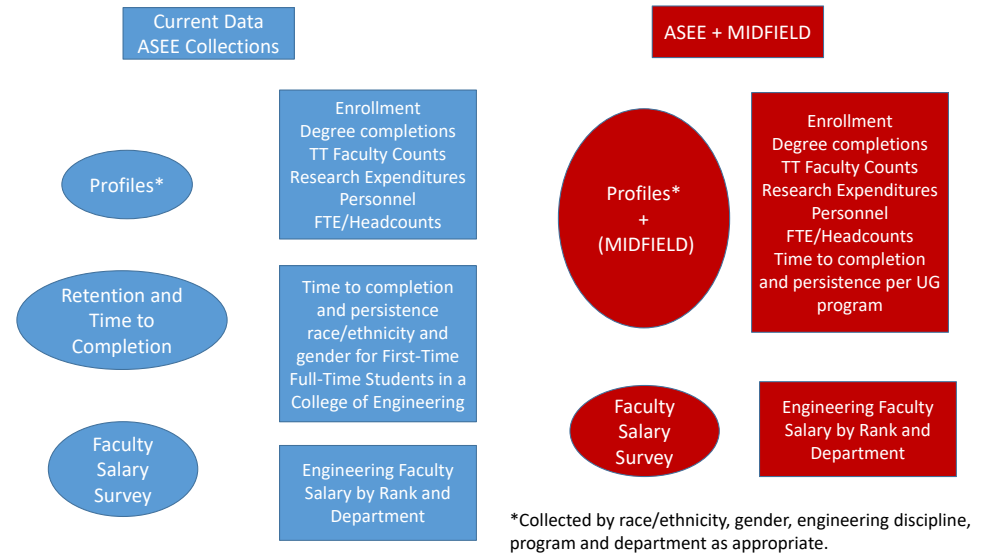 Current Data
ASEE Collections
Profiles*
Enrollment
Degree completions
TT Faculty Counts
Research Expenditures
Personnel
FTE/Headcounts
Retention and
Time to
Completion
Time to completion
and persistence
race/ethnicity and
gender for First-Time
Full-Time Students in a
College of Engineering
Faculty
Salary
Survey
Engineering Faculty
Salary by Rank and
Department
ASEE + MIDFIELD
Profiles*
+
(MIDFIELD)
Enrollment
Degree completions
TT Faculty Counts
Research Expenditures
Personnel
FTE/Headcounts
Time to completion
and persistence per UG
program
Faculty
Salary
Survey
Engineering Faculty
Salary by Rank and
Department
*Collected by race/ethnicity, gender, engineering discipline,
program and department as appropriate.